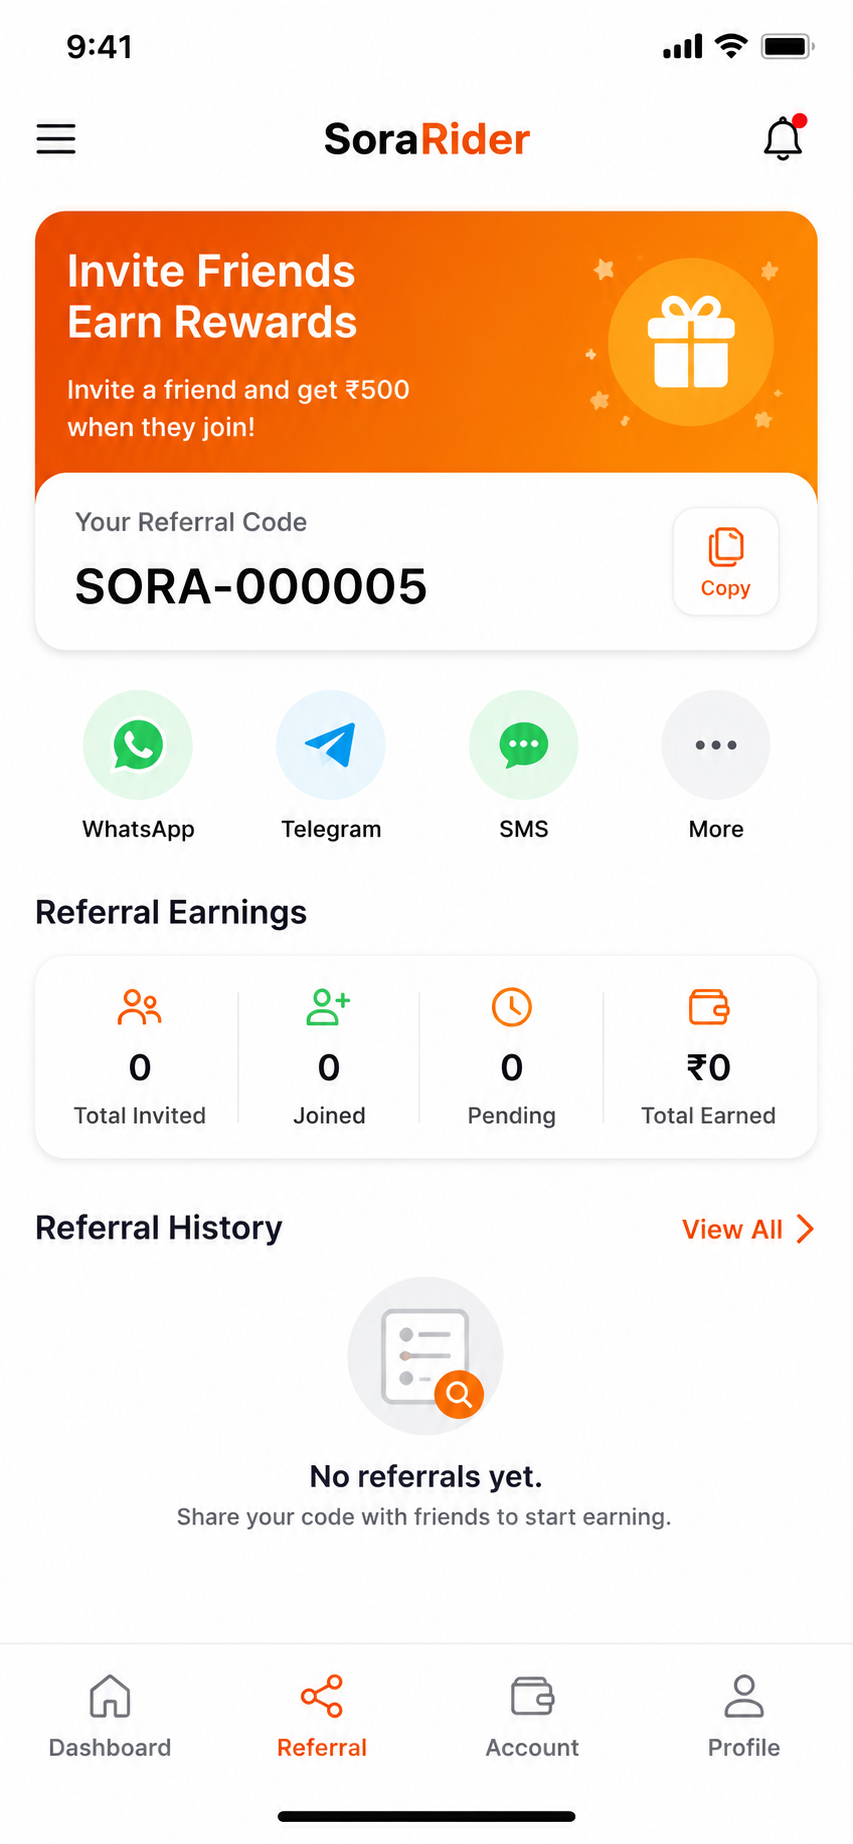 9:41
SoraRider
Invite Friends
Earn Rewards
Invite a friend and get ₹500
when they join!
Your Referral Code
SORA-000005
Copy
WhatsApp Telegram SMS More
Referral Earnings
0 0 0 ₹0
Total Invited Joined Pending Total Earned
Referral History View All
No referrals yet.
Share your code with friends to start earning.
Dashboard Referral Account Profile